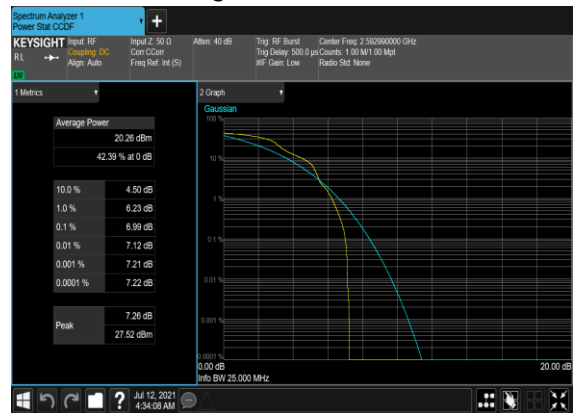 Spectrum Analyzer 1
Power Stat CCDF
KEYSIGHT
RL
Input: RF
Coupling: DC
Align: Auto
Input Z: 50 Ω
Corr CCorr
Freq Ref: Int (S)
Atten: 40 dB
Trig: RF Burst
Trig Delay: 500.0 µs
#IF Gain: Low
Center Freq: 2.592990000 GHz
Counts: 1.00 M/1.00 Mpt
Radio Std: None
1 Metrics
Average Power
20.26 dBm
42.39 % at 0 dB
10.0 % 4.50 dB
1.0 % 6.23 dB
0.1 % 6.99 dB
0.01 % 7.12 dB
0.001 % 7.21 dB
0.0001 % 7.22 dB
Peak
7.26 dB
27.52 dBm
2 Graph
Gaussian
100 %
10 %
1 %
0.1 %
0.01 %
0.001 %
0.0001 %
0.00 dB 20.00 dB
Info BW 25.000 MHz
Jul 12, 2021
4:34:08 AM